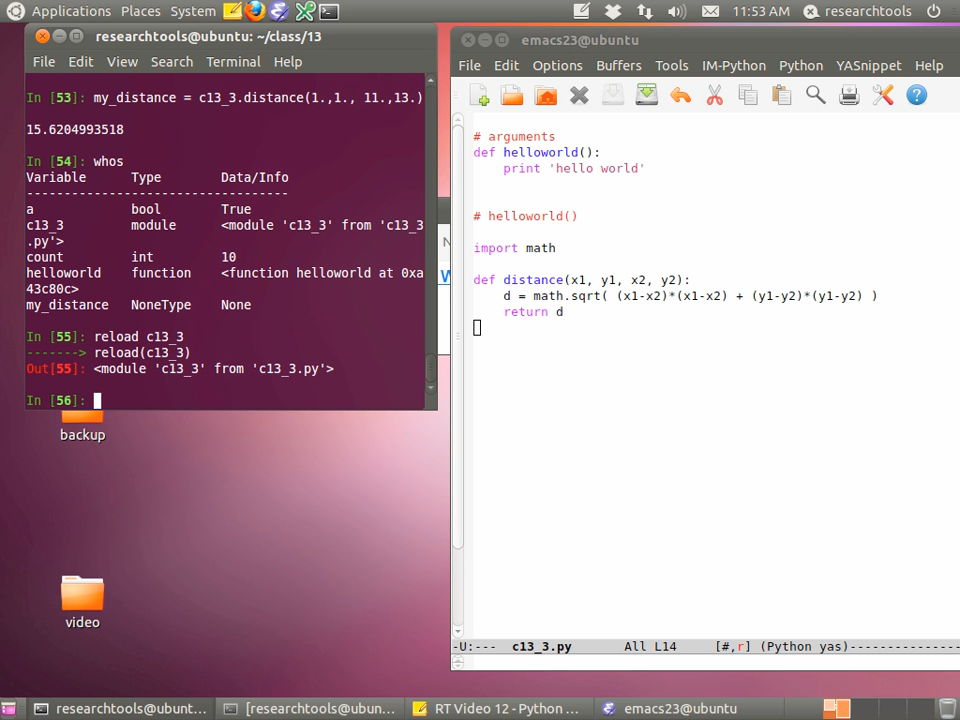 Applications Places System 11:53 AM researchtools
researchtools@ubuntu: ~/class/13
File Edit View Search Terminal Help
In [53]: my_distance = c13_3.distance(1.,1., 11.,13.)
15.6204993518
In [54]: whos
Variable Type Data/Info
----------------------------------
a bool True
c13_3 module <module 'c13_3' from 'c13_3
.py'>
count int 10
helloworld function <function helloworld at 0xa
43c80c>
my_distance NoneType None
In [55]: reload c13_3
-------> reload(c13_3)
Out[55]: <module 'c13_3' from 'c13_3.py'>
In [56]:
backup
video
emacs23@ubuntu
File Edit Options Buffers Tools IM-Python Python YASnippet Help
# arguments
def helloworld():
    print 'hello world'
# helloworld()
import math
def distance(x1, y1, x2, y2):
    d = math.sqrt( (x1-x2)*(x1-x2) + (y1-y2)*(y1-y2) )
    return d
-U:--- c13_3.py All L14 [#,r] (Python yas)---------------
researchtools@ubun... [researchtools@ubun... RT Video 12 - Python ... emacs23@ubuntu